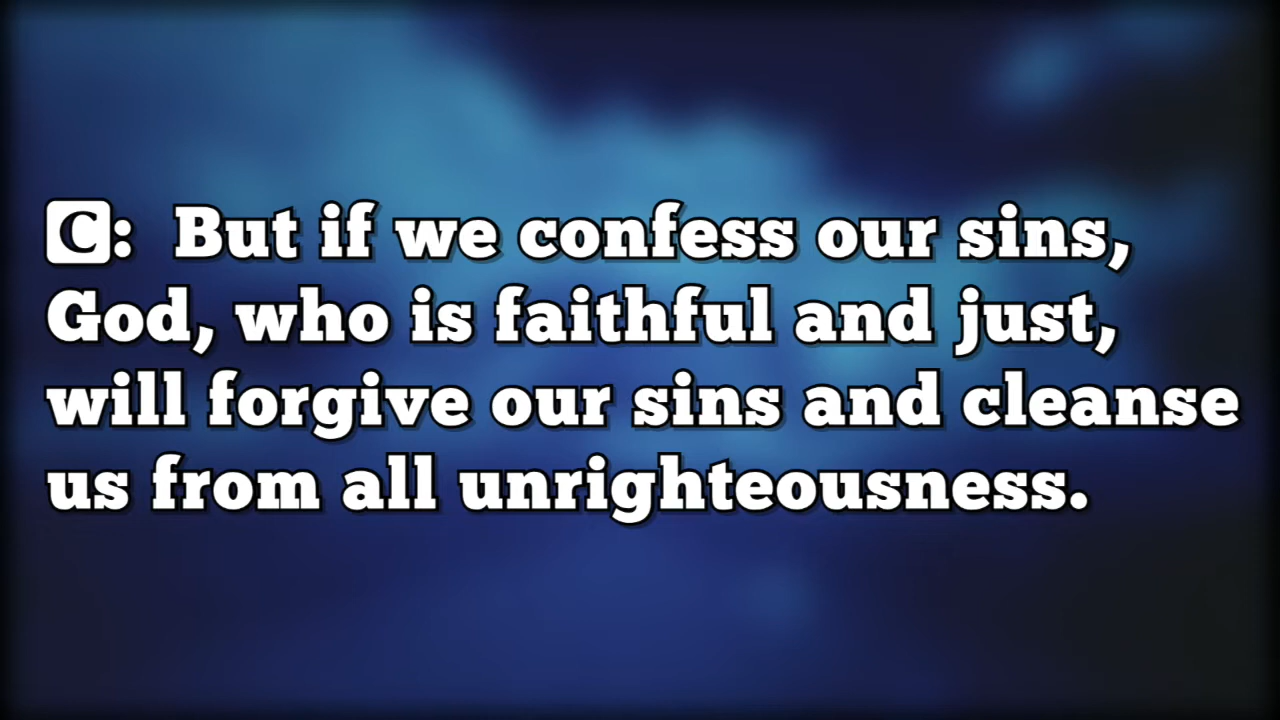 C: But if we confess our sins,
God, who is faithful and just,
will forgive our sins and cleanse
us from all unrighteousness.